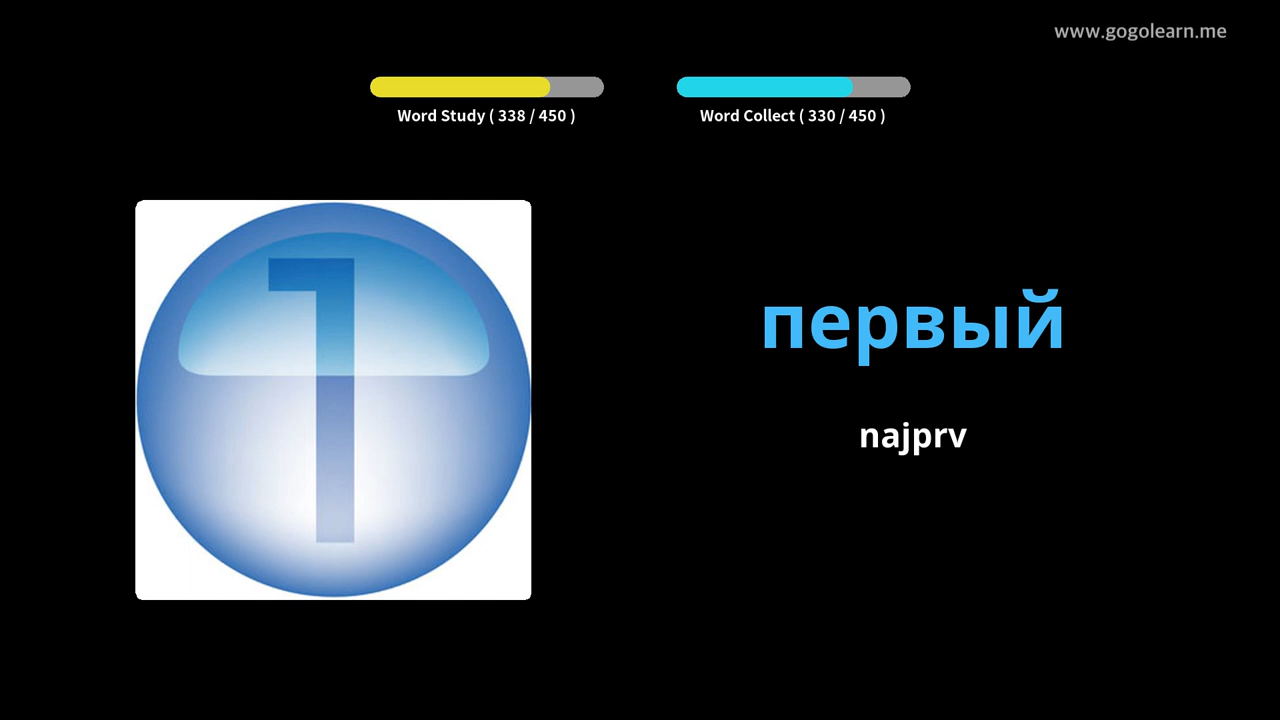 www.gogolearn.me
Word Study ( 338 / 450 )
Word Collect ( 330 / 450 )
1
первый
najprv